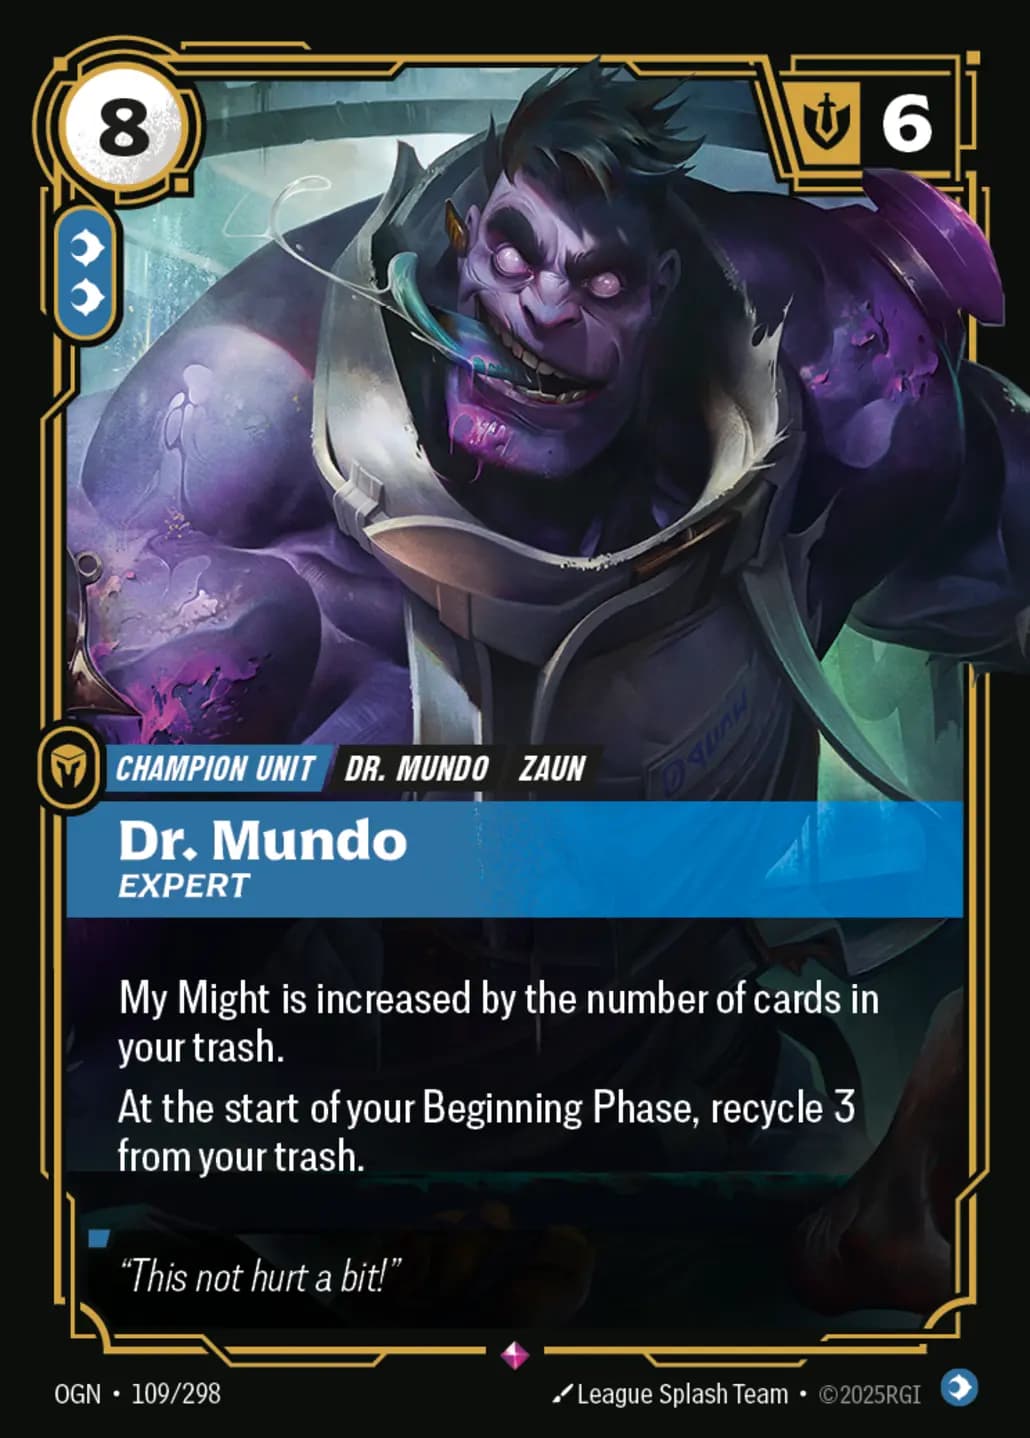 8
6
CHAMPION UNIT DR. MUNDO ZAUN
Dr. Mundo
EXPERT
My Might is increased by the number of cards in
your trash.
At the start of your Beginning Phase, recycle 3
from your trash.
“This not hurt a bit!”
OGN • 109/298 League Splash Team • ©2025RGI